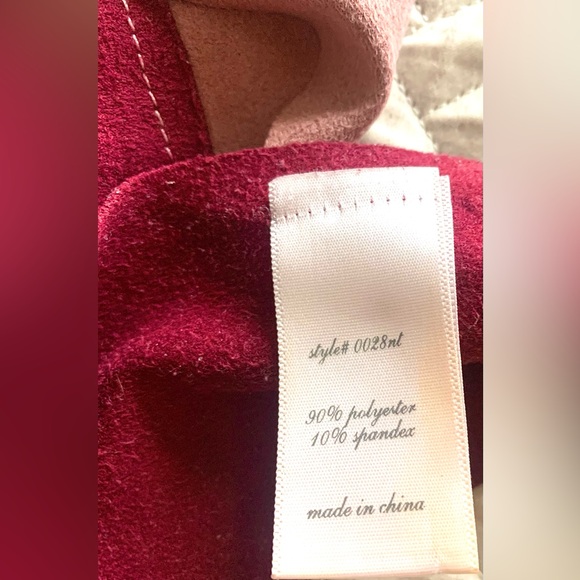 style# 0028nt
90% polyester
10% spandex
made in china